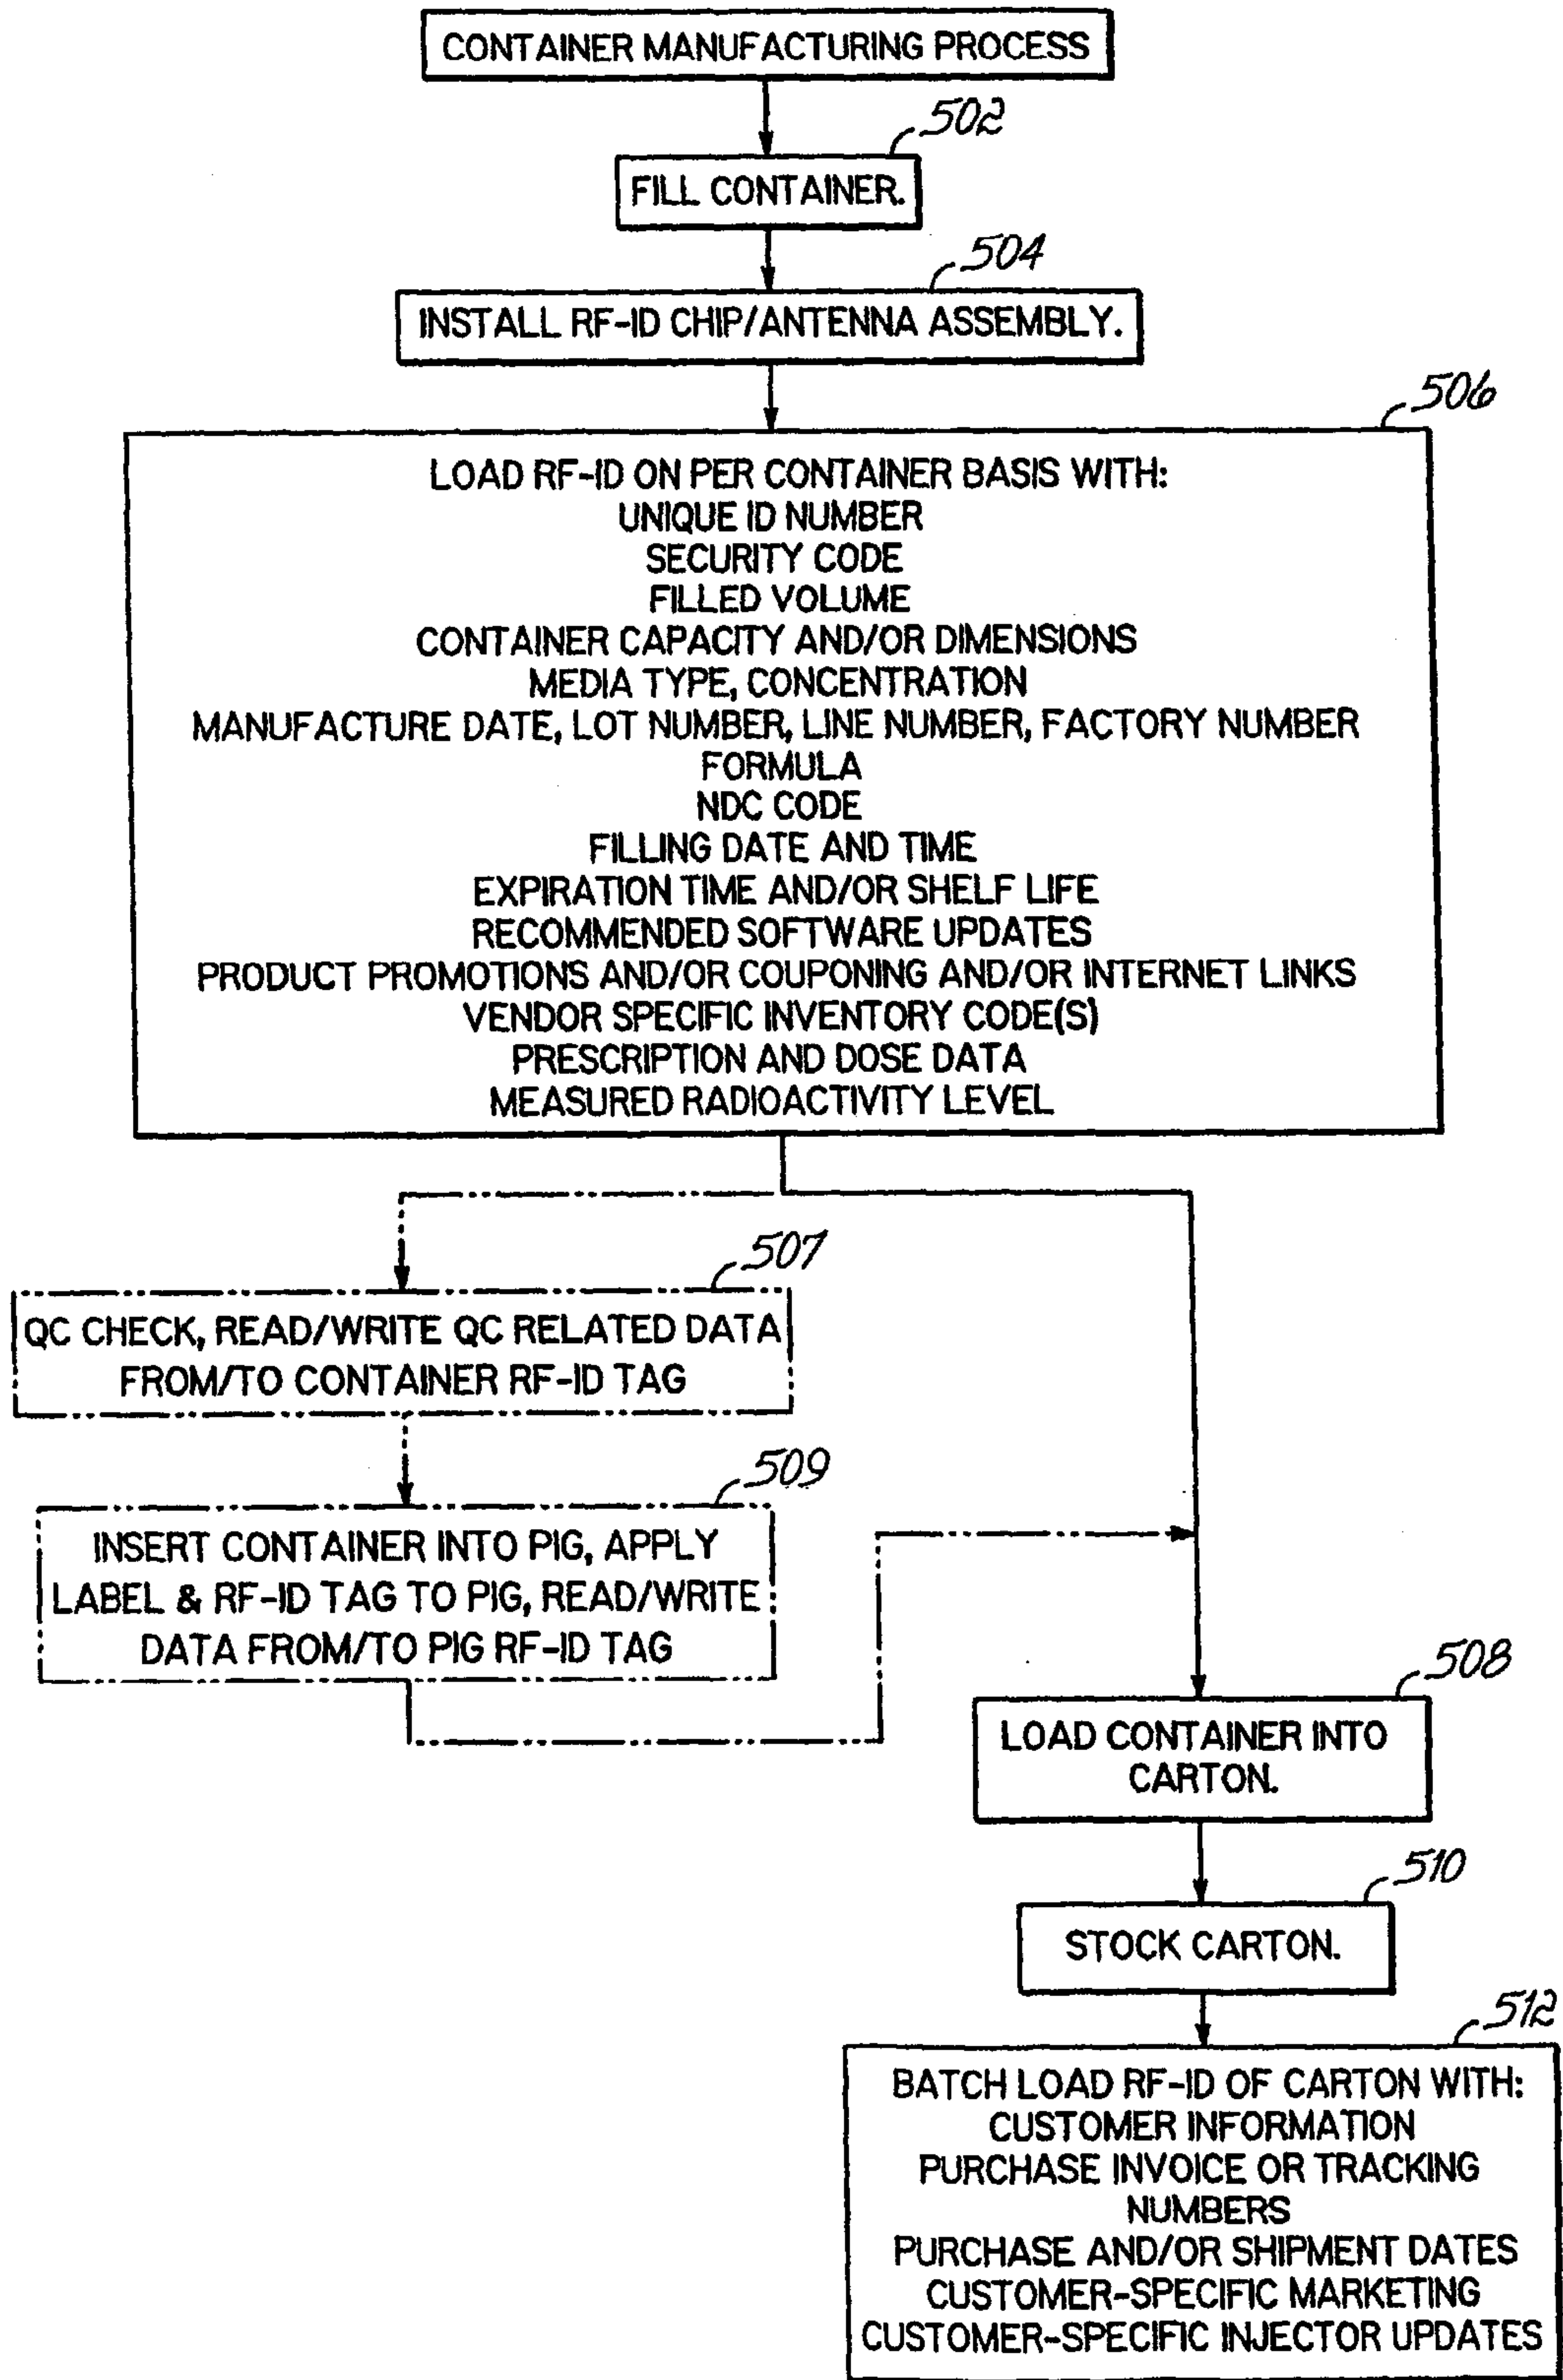 CONTAINER MANUFACTURING PROCESS
502
FILL CONTAINER.
504
INSTALL RF-ID CHIP/ANTENNA ASSEMBLY.
506
LOAD RF-ID ON PER CONTAINER BASIS WITH:
UNIQUE ID NUMBER
SECURITY CODE
FILLED VOLUME
CONTAINER CAPACITY AND/OR DIMENSIONS
MEDIA TYPE, CONCENTRATION
MANUFACTURE DATE, LOT NUMBER, LINE NUMBER, FACTORY NUMBER
FORMULA
NDC CODE
FILLING DATE AND TIME
EXPIRATION TIME AND/OR SHELF LIFE
RECOMMENDED SOFTWARE UPDATES
PRODUCT PROMOTIONS AND/OR COUPONING AND/OR INTERNET LINKS
VENDOR SPECIFIC INVENTORY CODE(S)
PRESCRIPTION AND DOSE DATA
MEASURED RADIOACTIVITY LEVEL
507
QC CHECK, READ/WRITE QC RELATED DATA
FROM/TO CONTAINER RF-ID TAG
509
INSERT CONTAINER INTO PIG, APPLY
LABEL & RF-ID TAG TO PIG, READ/WRITE
DATA FROM/TO PIG RF-ID TAG
508
LOAD CONTAINER INTO
CARTON.
510
STOCK CARTON.
512
BATCH LOAD RF-ID OF CARTON WITH:
CUSTOMER INFORMATION
PURCHASE INVOICE OR TRACKING
NUMBERS
PURCHASE AND/OR SHIPMENT DATES
CUSTOMER-SPECIFIC MARKETING
CUSTOMER-SPECIFIC INJECTOR UPDATES